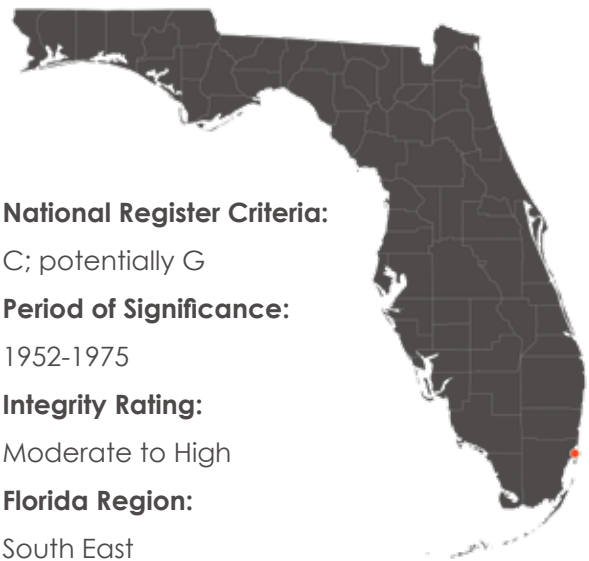 National Register Criteria:
C; potentially G
Period of Significance:
1952-1975
Integrity Rating:
Moderate to High
Florida Region:
South East